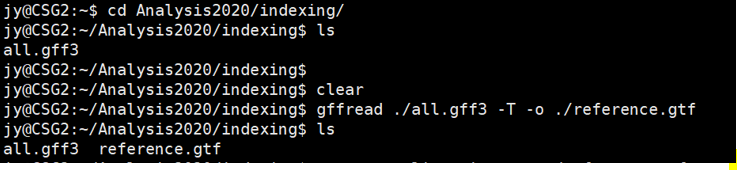 jy@CSG2:~$ cd Analysis2020/indexing/
jy@CSG2:~/Analysis2020/indexing$ ls
all.gff3
jy@CSG2:~/Analysis2020/indexing$
jy@CSG2:~/Analysis2020/indexing$ clear
jy@CSG2:~/Analysis2020/indexing$ gffread ./all.gff3 -T -o ./reference.gtf
jy@CSG2:~/Analysis2020/indexing$ ls
all.gff3  reference.gtf